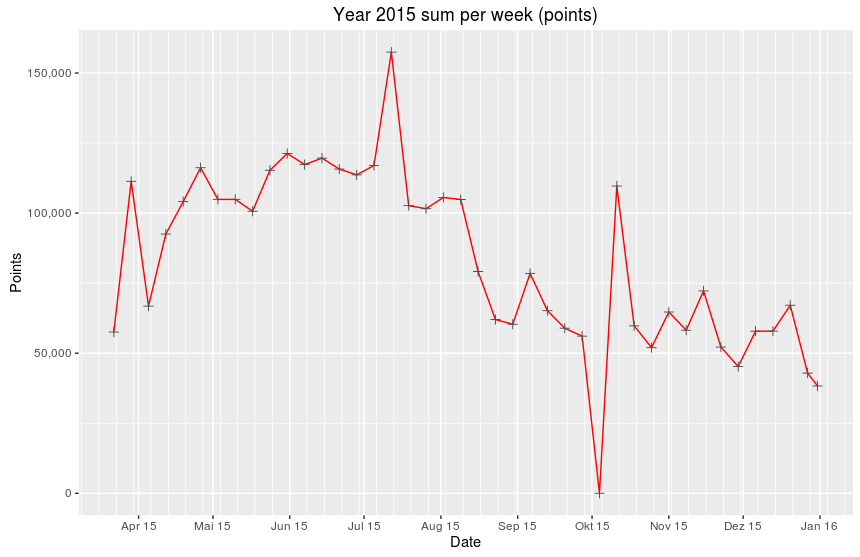 Year 2015 sum per week (points)
150,000
100,000
50,000
0
Points
Apr 15 Mai 15 Jun 15 Jul 15 Aug 15 Sep 15 Okt 15 Nov 15 Dez 15 Jan 16
Date